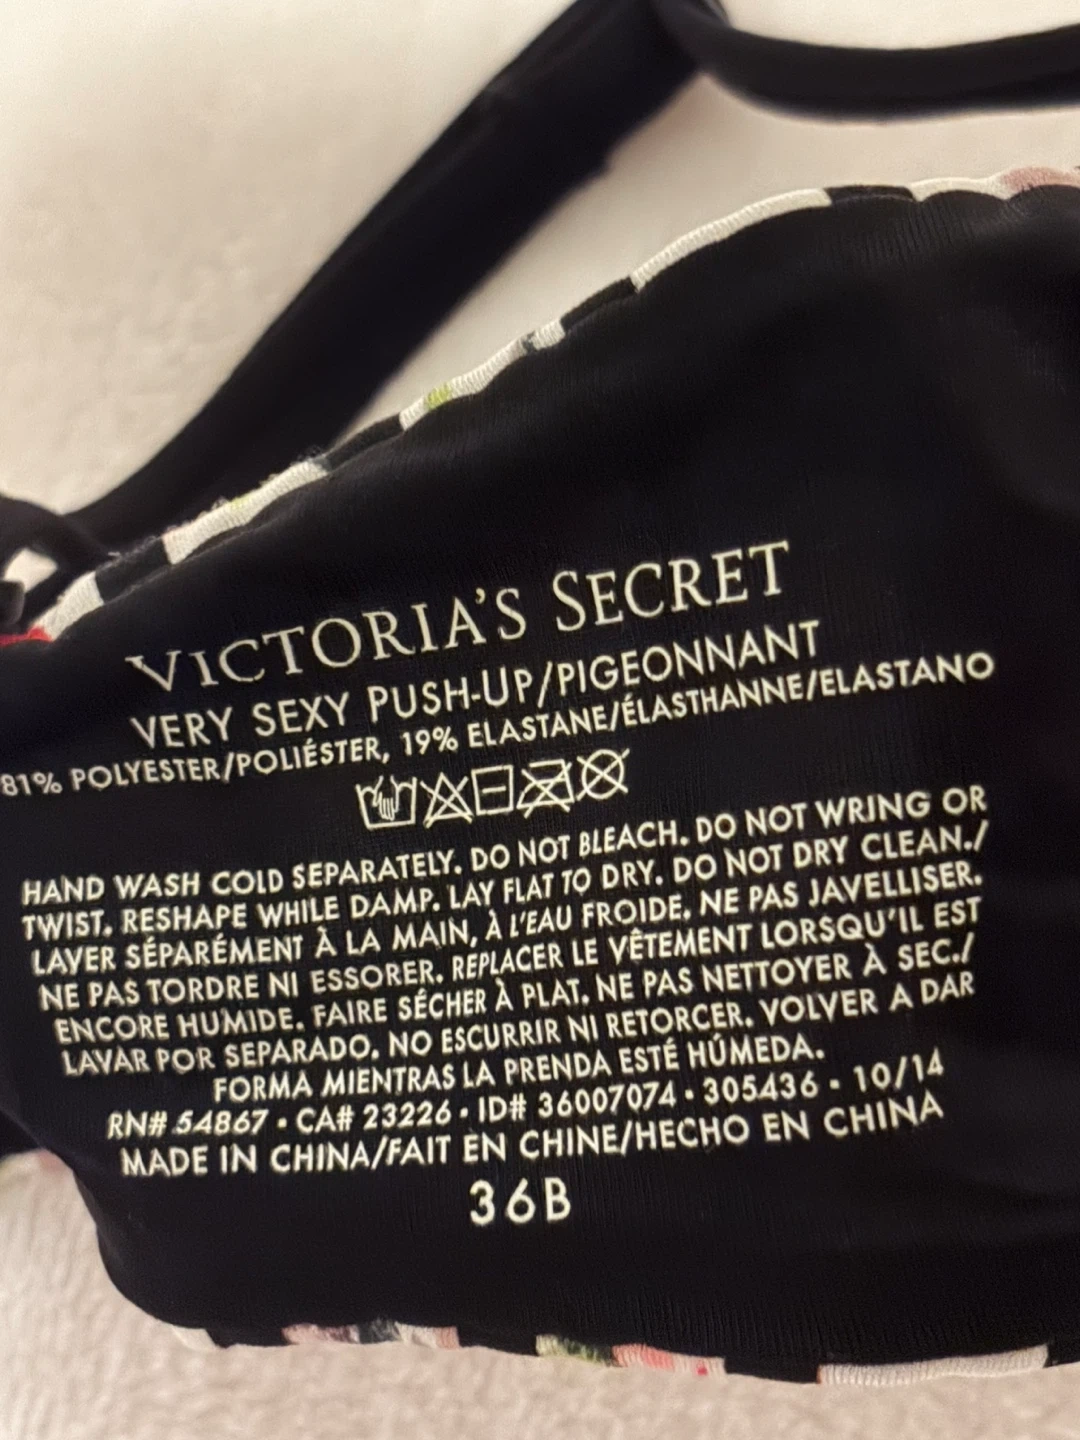 VICTORIA'S SECRET
VERY SEXY PUSH-UP/PIGEONNANT
81% POLYESTER/POLIÉSTER, 19% ELASTANE/ÉLASTHANNE/ELASTANO
HAND WASH COLD SEPARATELY. DO NOT BLEACH. DO NOT WRING OR
TWIST. RESHAPE WHILE DAMP. LAY FLAT TO DRY. DO NOT DRY CLEAN./
LAVER SÉPARÉMENT À LA MAIN, À L'EAU FROIDE. NE PAS JAVELLISER.
NE PAS TORDRE NI ESSORER. REPLACER LE VÊTEMENT LORSQU'IL EST
ENCORE HUMIDE. FAIRE SÉCHER À PLAT. NE PAS NETTOYER À SEC./
LAVAR POR SEPARADO. NO ESCURRIR NI RETORCER. VOLVER A DAR
FORMA MIENTRAS LA PRENDA ESTÉ HÚMEDA.
RN# 54867 • CA# 23226 • ID# 36007074 • 305436 • 10/14
MADE IN CHINA/FAIT EN CHINE/HECHO EN CHINA
36B